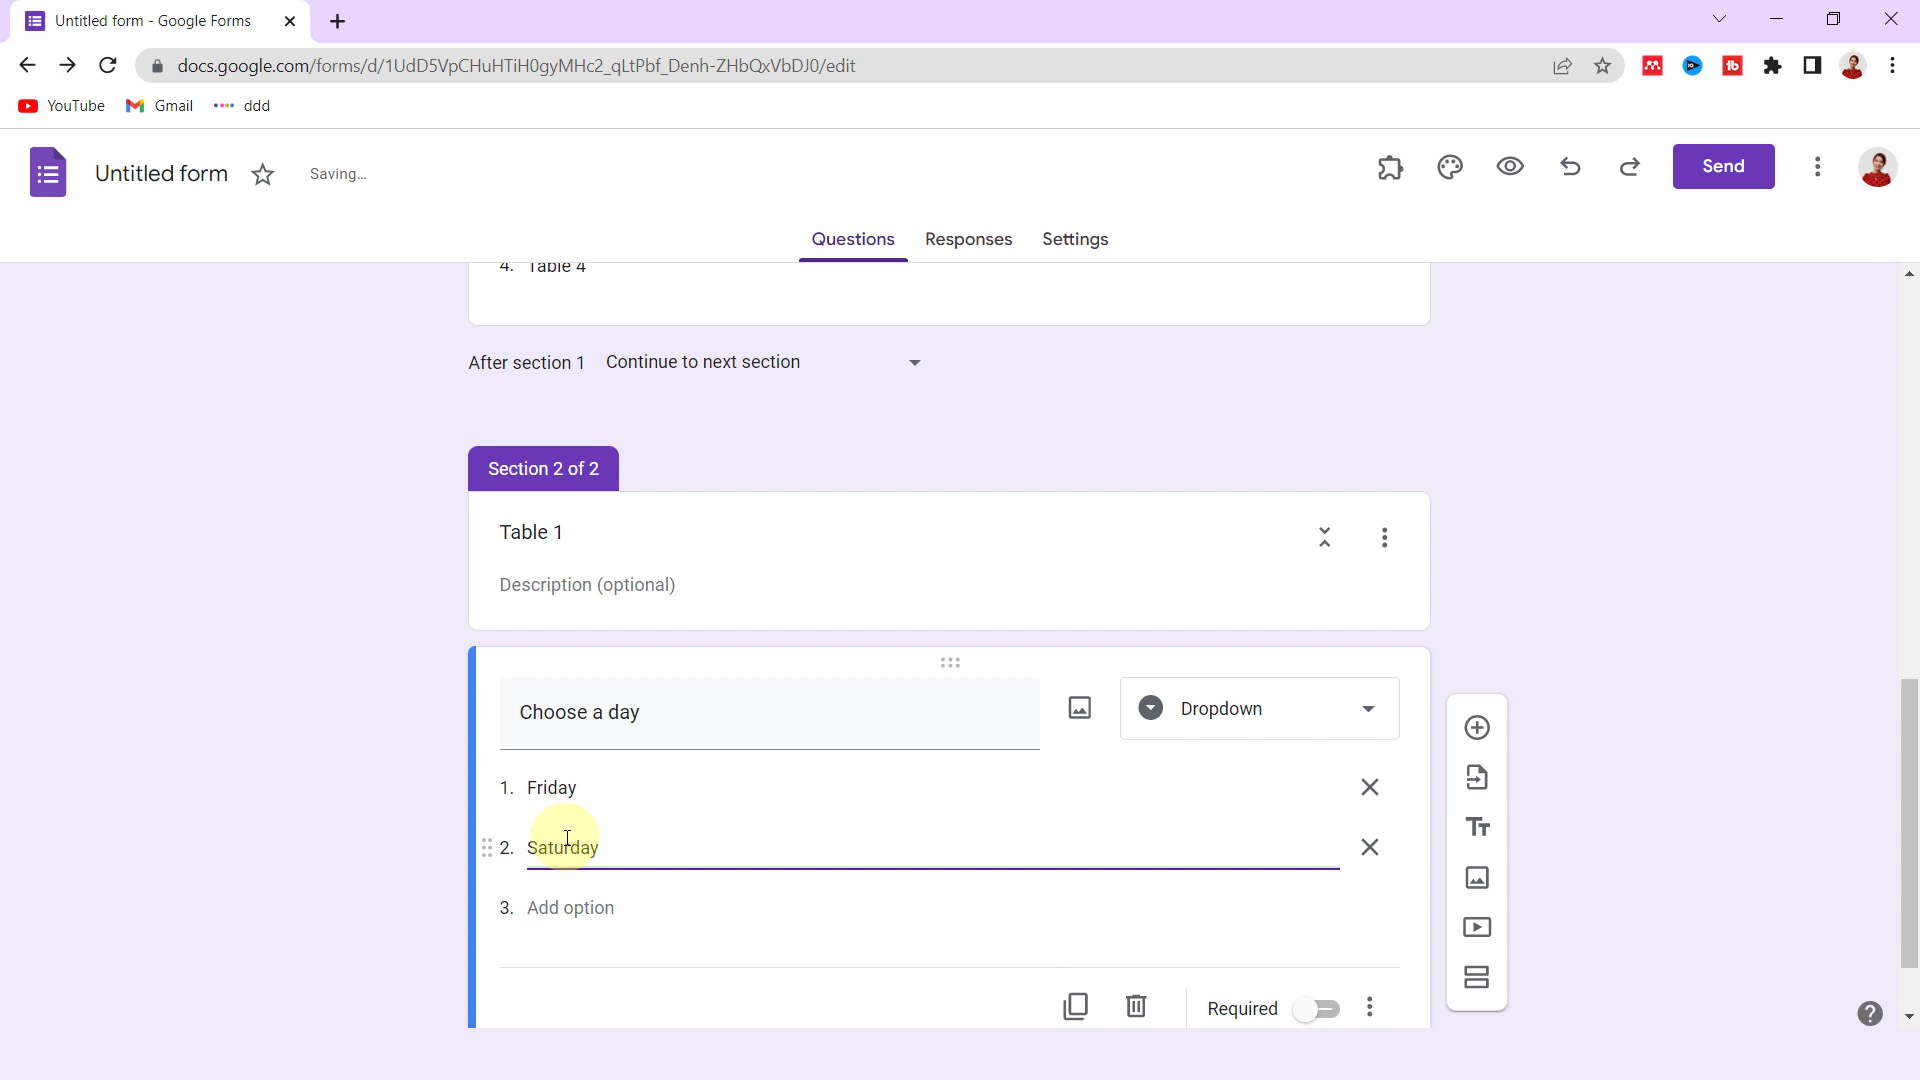 Untitled form - Google Forms
docs.google.com/forms/d/1UdD5VpCHuHTiH0gyMHc2_qLtPbf_Denh-ZHbQxVbDJ0/edit
YouTube Gmail ddd
Untitled form Saving... Send
Questions Responses Settings
4. Table 4
After section 1 Continue to next section
Section 2 of 2
Table 1
Description (optional)
Choose a day Dropdown
1. Friday
2. Saturday
3. Add option
Required